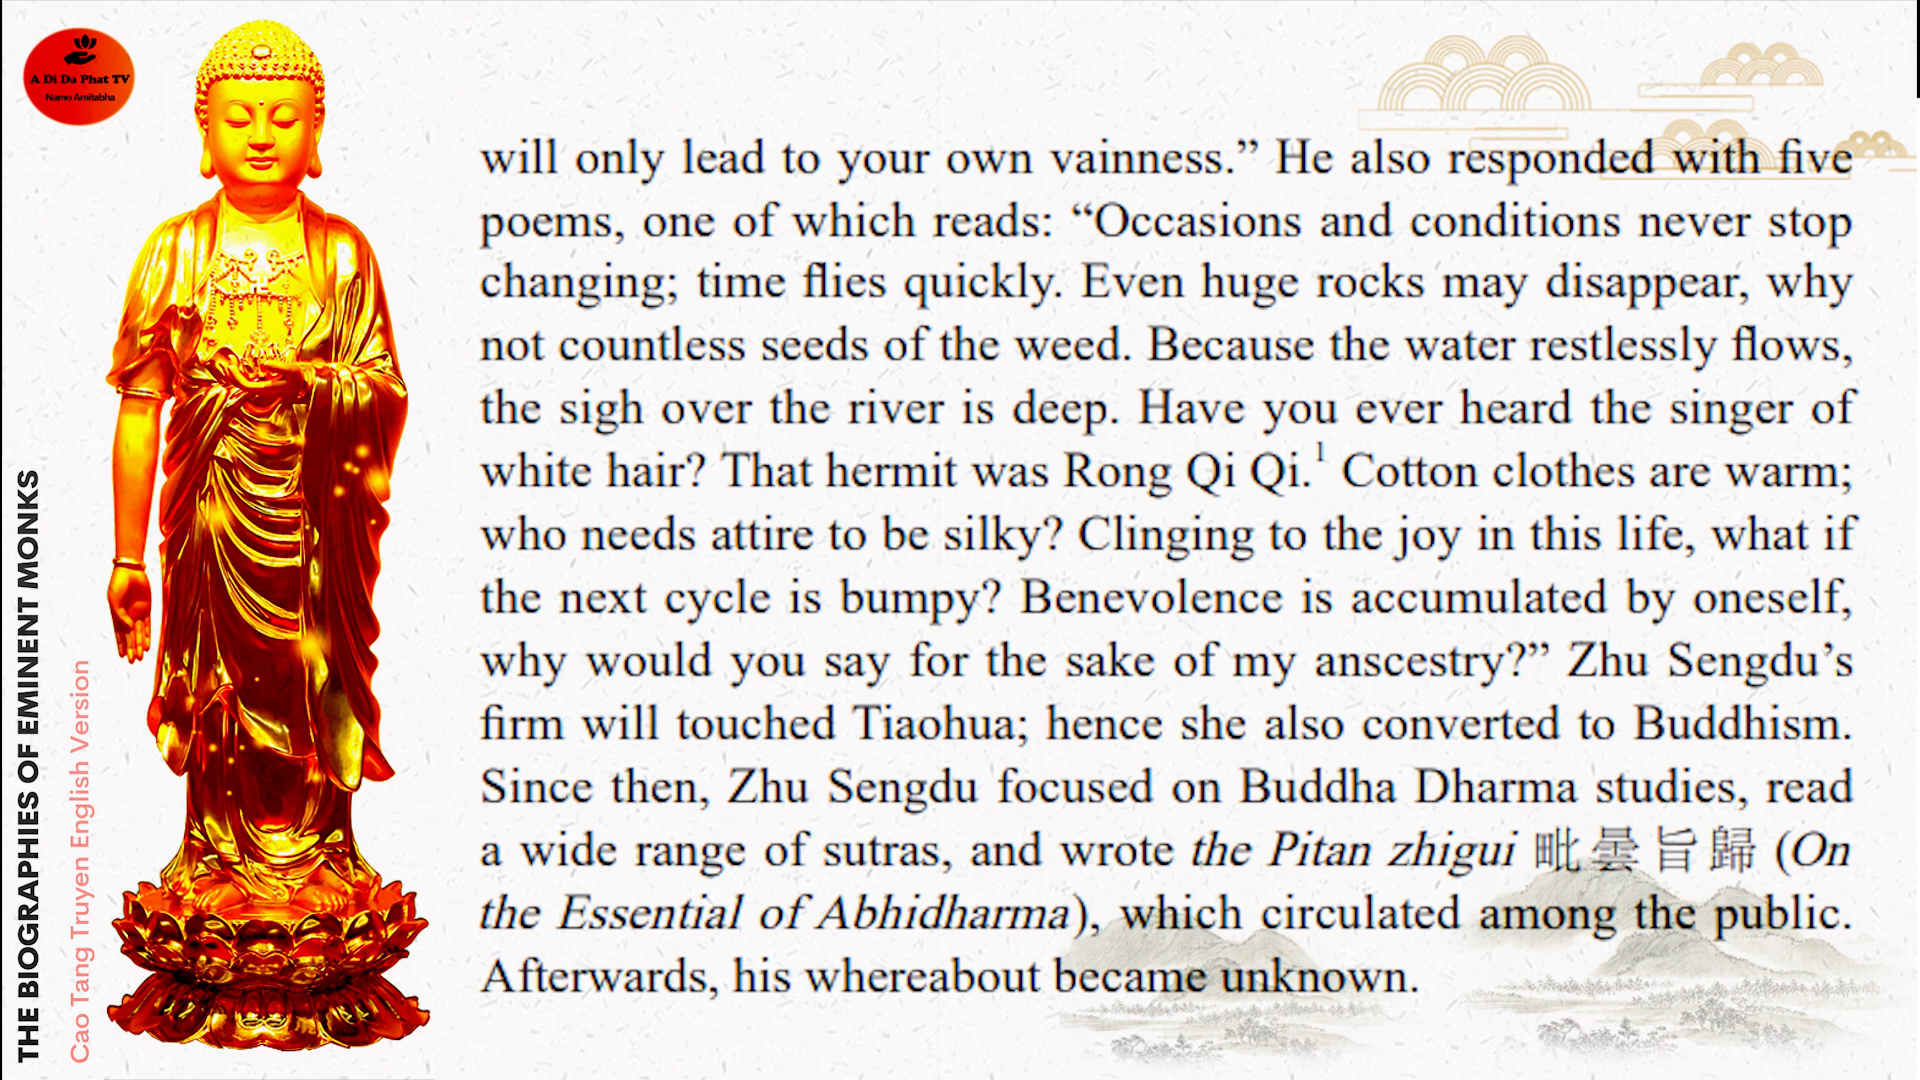 A Di Da Phat TV
Namo Amitabha
THE BIOGRAPHIES OF EMINENT MONKS
Cao Tang Truyen English Version
will only lead to your own vainness.” He also responded with five
poems, one of which reads: “Occasions and conditions never stop
changing; time flies quickly. Even huge rocks may disappear, why
not countless seeds of the weed. Because the water restlessly flows,
the sigh over the river is deep. Have you ever heard the singer of
white hair? That hermit was Rong Qi Qi.1 Cotton clothes are warm;
who needs attire to be silky? Clinging to the joy in this life, what if
the next cycle is bumpy? Benevolence is accumulated by oneself,
why would you say for the sake of my anscestry?” Zhu Sengdu’s
firm will touched Tiaohua; hence she also converted to Buddhism.
Since then, Zhu Sengdu focused on Buddha Dharma studies, read
a wide range of sutras, and wrote the Pitan zhigui 毗曇旨歸 (On
the Essential of Abhidharma), which circulated among the public.
Afterwards, his whereabout became unknown.